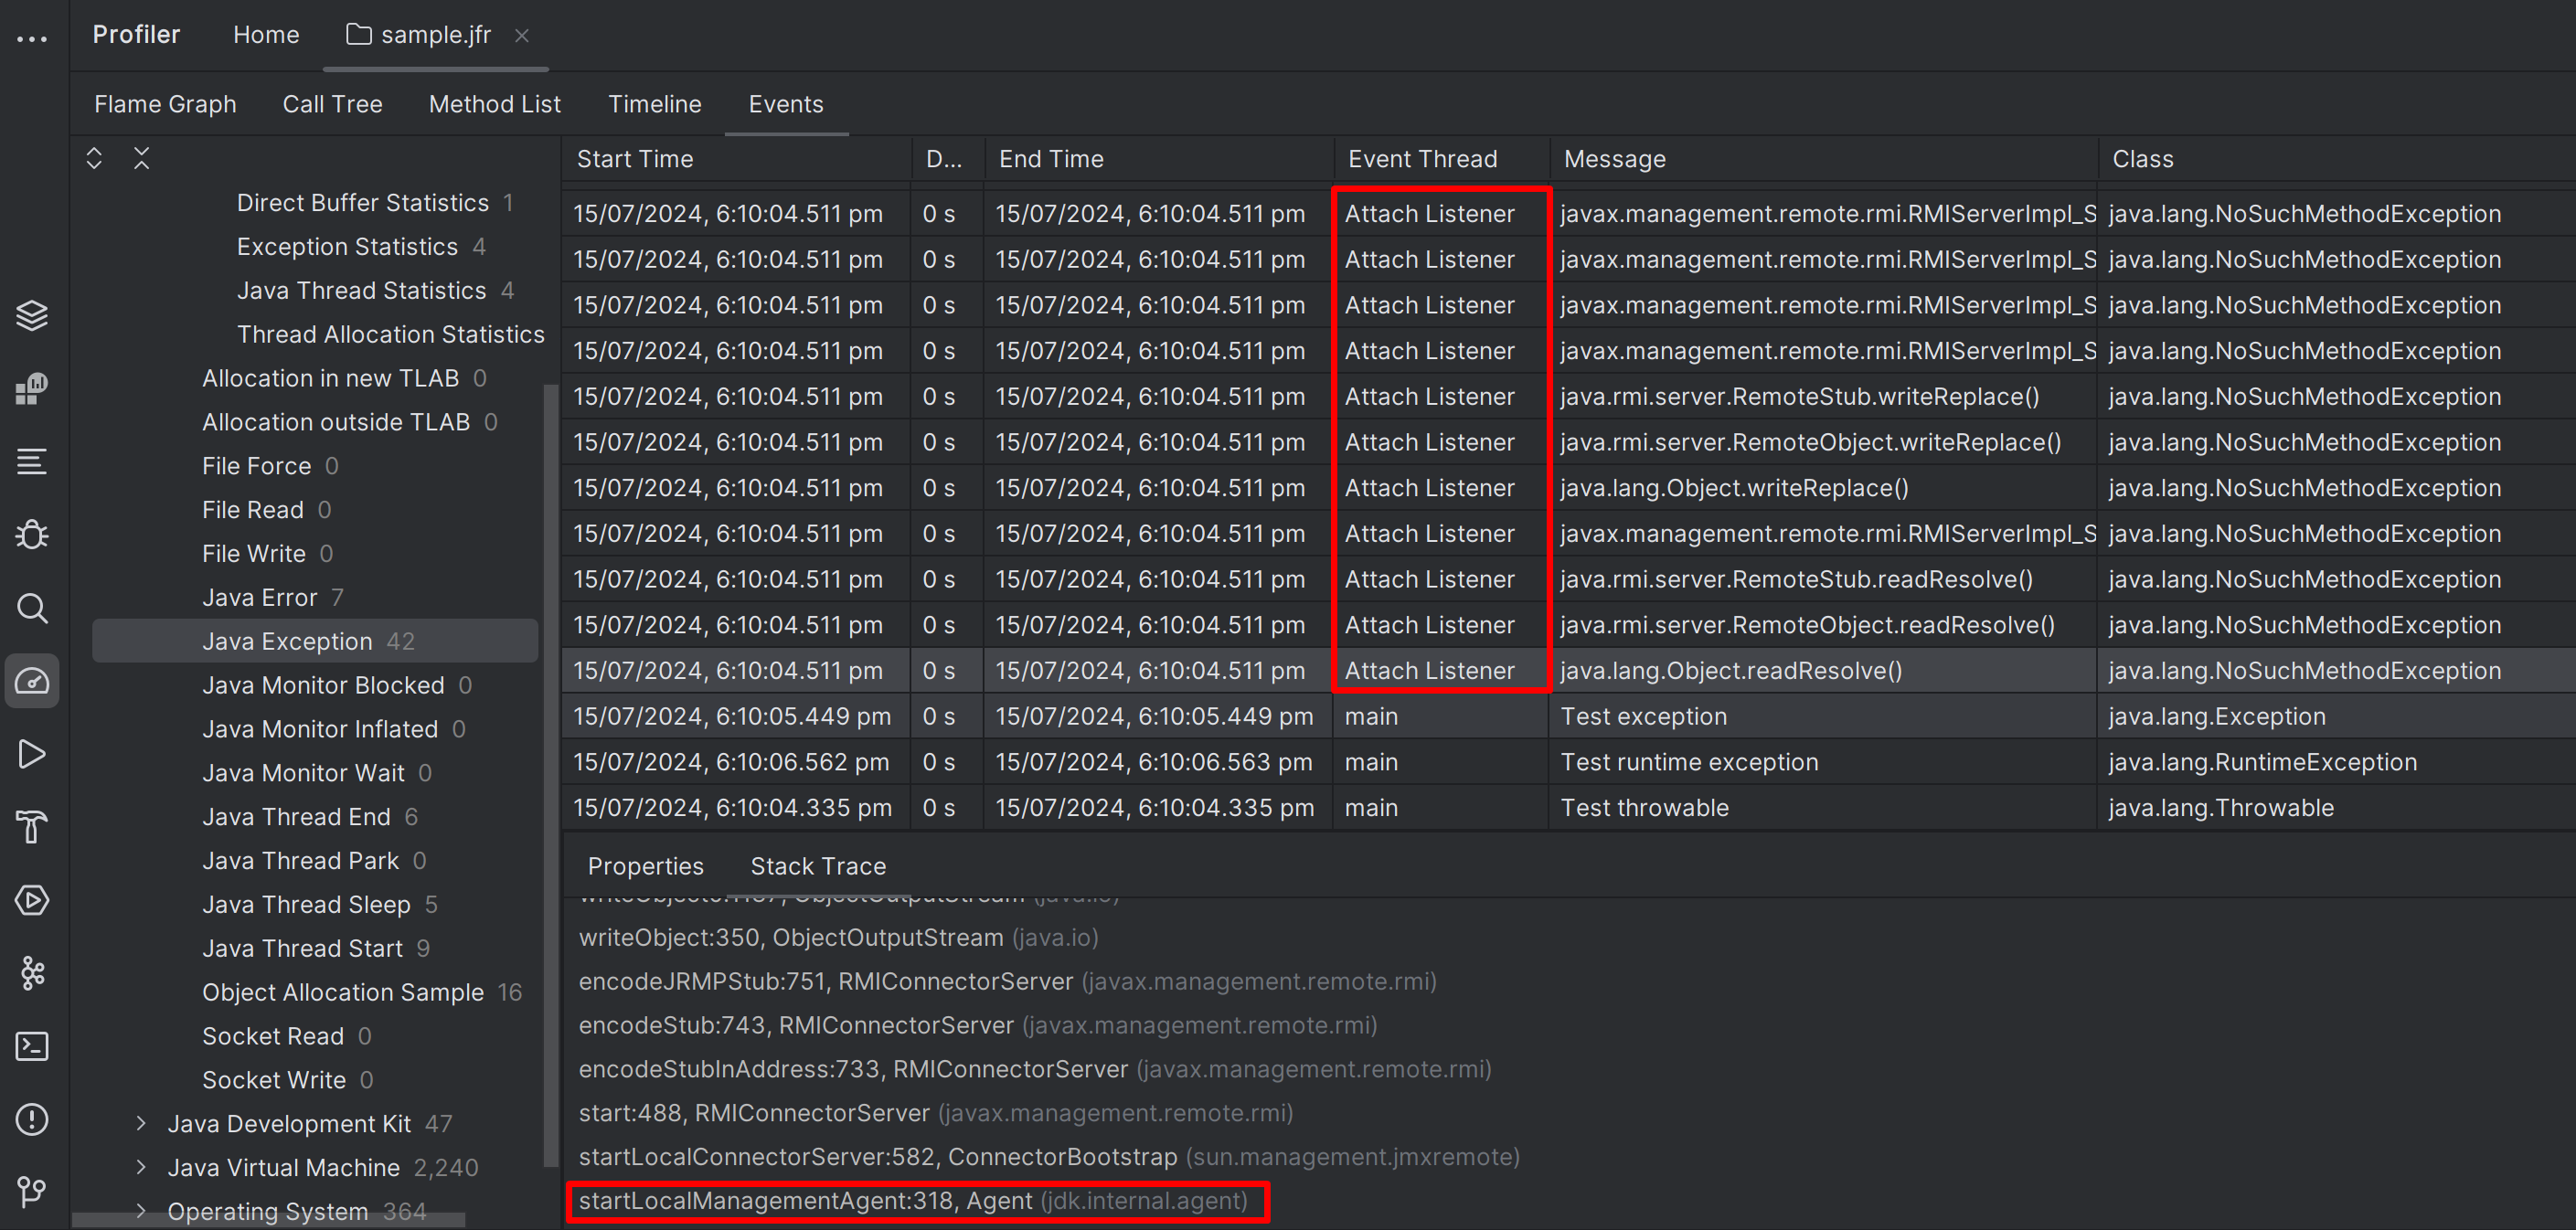 Profiler Home sample.jfr
Flame Graph Call Tree Method List Timeline Events
Direct Buffer Statistics 1
Exception Statistics 4
Java Thread Statistics 4
Thread Allocation Statistics
Allocation in new TLAB 0
Allocation outside TLAB 0
File Force 0
File Read 0
File Write 0
Java Error 7
Java Exception 42
Java Monitor Blocked 0
Java Monitor Inflated 0
Java Monitor Wait 0
Java Thread End 6
Java Thread Park 0
Java Thread Sleep 5
Java Thread Start 9
Object Allocation Sample 16
Socket Read 0
Socket Write 0
Java Development Kit 47
Java Virtual Machine 2,240
Operating System 364
Start Time D... End Time Event Thread Message Class
15/07/2024, 6:10:04.511 pm 0 s 15/07/2024, 6:10:04.511 pm Attach Listener javax.management.remote.rmi.RMIServerImpl_S java.lang.NoSuchMethodException
15/07/2024, 6:10:04.511 pm 0 s 15/07/2024, 6:10:04.511 pm Attach Listener javax.management.remote.rmi.RMIServerImpl_S java.lang.NoSuchMethodException
15/07/2024, 6:10:04.511 pm 0 s 15/07/2024, 6:10:04.511 pm Attach Listener javax.management.remote.rmi.RMIServerImpl_S java.lang.NoSuchMethodException
15/07/2024, 6:10:04.511 pm 0 s 15/07/2024, 6:10:04.511 pm Attach Listener javax.management.remote.rmi.RMIServerImpl_S java.lang.NoSuchMethodException
15/07/2024, 6:10:04.511 pm 0 s 15/07/2024, 6:10:04.511 pm Attach Listener java.rmi.server.RemoteStub.writeReplace() java.lang.NoSuchMethodException
15/07/2024, 6:10:04.511 pm 0 s 15/07/2024, 6:10:04.511 pm Attach Listener java.rmi.server.RemoteObject.writeReplace() java.lang.NoSuchMethodException
15/07/2024, 6:10:04.511 pm 0 s 15/07/2024, 6:10:04.511 pm Attach Listener java.lang.Object.writeReplace() java.lang.NoSuchMethodException
15/07/2024, 6:10:04.511 pm 0 s 15/07/2024, 6:10:04.511 pm Attach Listener javax.management.remote.rmi.RMIServerImpl_S java.lang.NoSuchMethodException
15/07/2024, 6:10:04.511 pm 0 s 15/07/2024, 6:10:04.511 pm Attach Listener java.rmi.server.RemoteStub.readResolve() java.lang.NoSuchMethodException
15/07/2024, 6:10:04.511 pm 0 s 15/07/2024, 6:10:04.511 pm Attach Listener java.rmi.server.RemoteObject.readResolve() java.lang.NoSuchMethodException
15/07/2024, 6:10:04.511 pm 0 s 15/07/2024, 6:10:04.511 pm Attach Listener java.lang.Object.readResolve() java.lang.NoSuchMethodException
15/07/2024, 6:10:05.449 pm 0 s 15/07/2024, 6:10:05.449 pm main Test exception java.lang.Exception
15/07/2024, 6:10:06.562 pm 0 s 15/07/2024, 6:10:06.563 pm main Test runtime exception java.lang.RuntimeException
15/07/2024, 6:10:04.335 pm 0 s 15/07/2024, 6:10:04.335 pm main Test throwable java.lang.Throwable
Properties Stack Trace
writeObject:350, ObjectOutputStream (java.io)
encodeJRMPStub:751, RMIConnectorServer (javax.management.remote.rmi)
encodeStub:743, RMIConnectorServer (javax.management.remote.rmi)
encodeStubInAddress:733, RMIConnectorServer (javax.management.remote.rmi)
start:488, RMIConnectorServer (javax.management.remote.rmi)
startLocalConnectorServer:582, ConnectorBootstrap (sun.management.jmxremote)
startLocalManagementAgent:318, Agent (jdk.internal.agent)